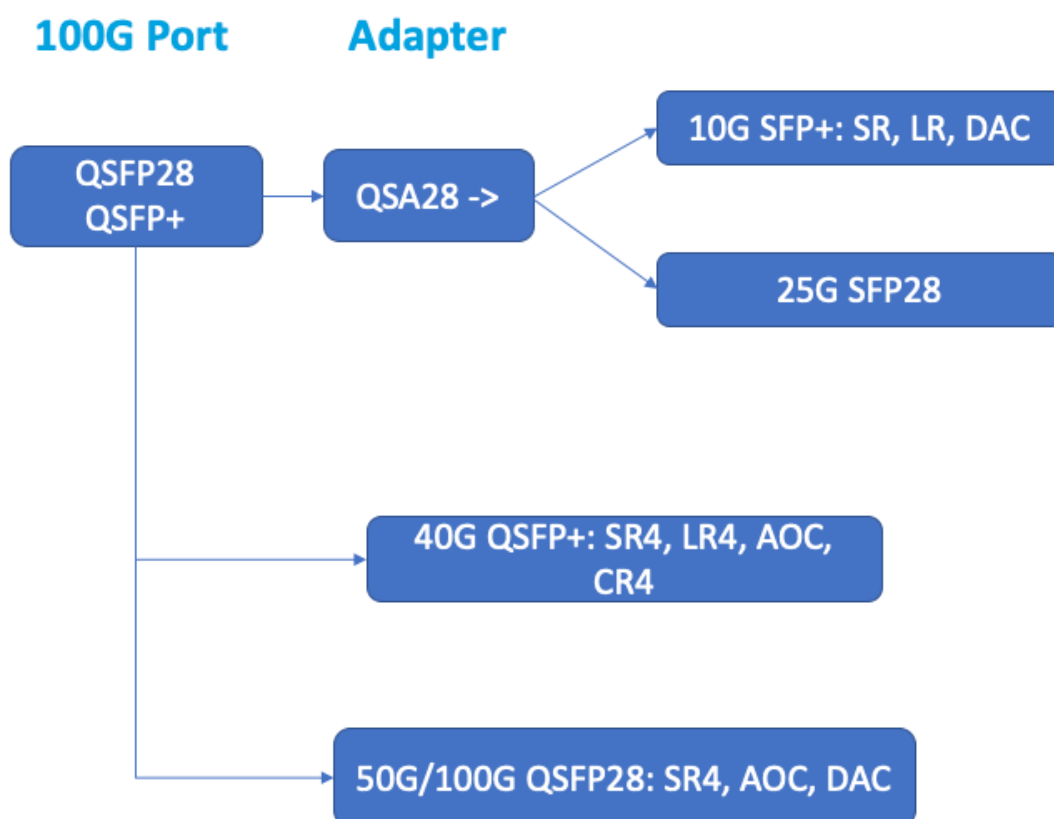 100G Port
Adapter
QSFP28
QSFP+
QSA28 ->
10G SFP+: SR, LR, DAC
25G SFP28
40G QSFP+: SR4, LR4, AOC,
CR4
50G/100G QSFP28: SR4, AOC, DAC